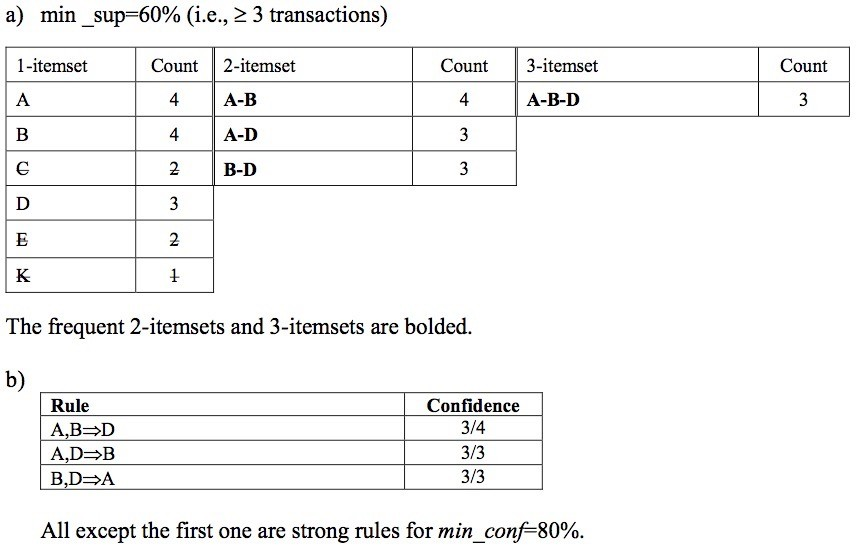 a) min _sup=60% (i.e., ≥ 3 transactions)
1-itemset Count 2-itemset Count 3-itemset Count
A 4 A-B 4 A-B-D 3
B 4 A-D 3
C 2 B-D 3
D 3
E 2
K 1
The frequent 2-itemsets and 3-itemsets are bolded.
b)
Rule Confidence
A,B⇒D 3/4
A,D⇒B 3/3
B,D⇒A 3/3
All except the first one are strong rules for min_conf=80%.